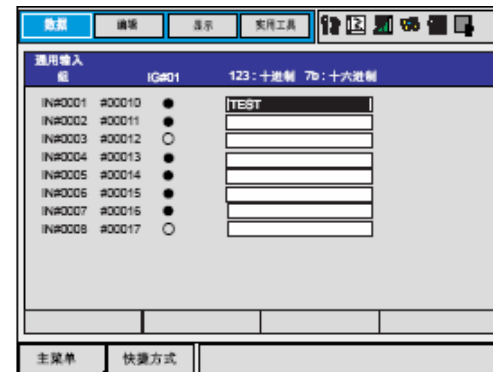 数据 编辑 显示 实用工具
通用输入
组 IG#01 123:十进制 7b:十六进制
IN#0001 #00010 ● TEST
IN#0002 #00011 ●
IN#0003 #00012 ○
IN#0004 #00013 ●
IN#0005 #00014 ●
IN#0006 #00015 ●
IN#0007 #00016 ●
IN#0008 #00017 ○
主菜单 快捷方式